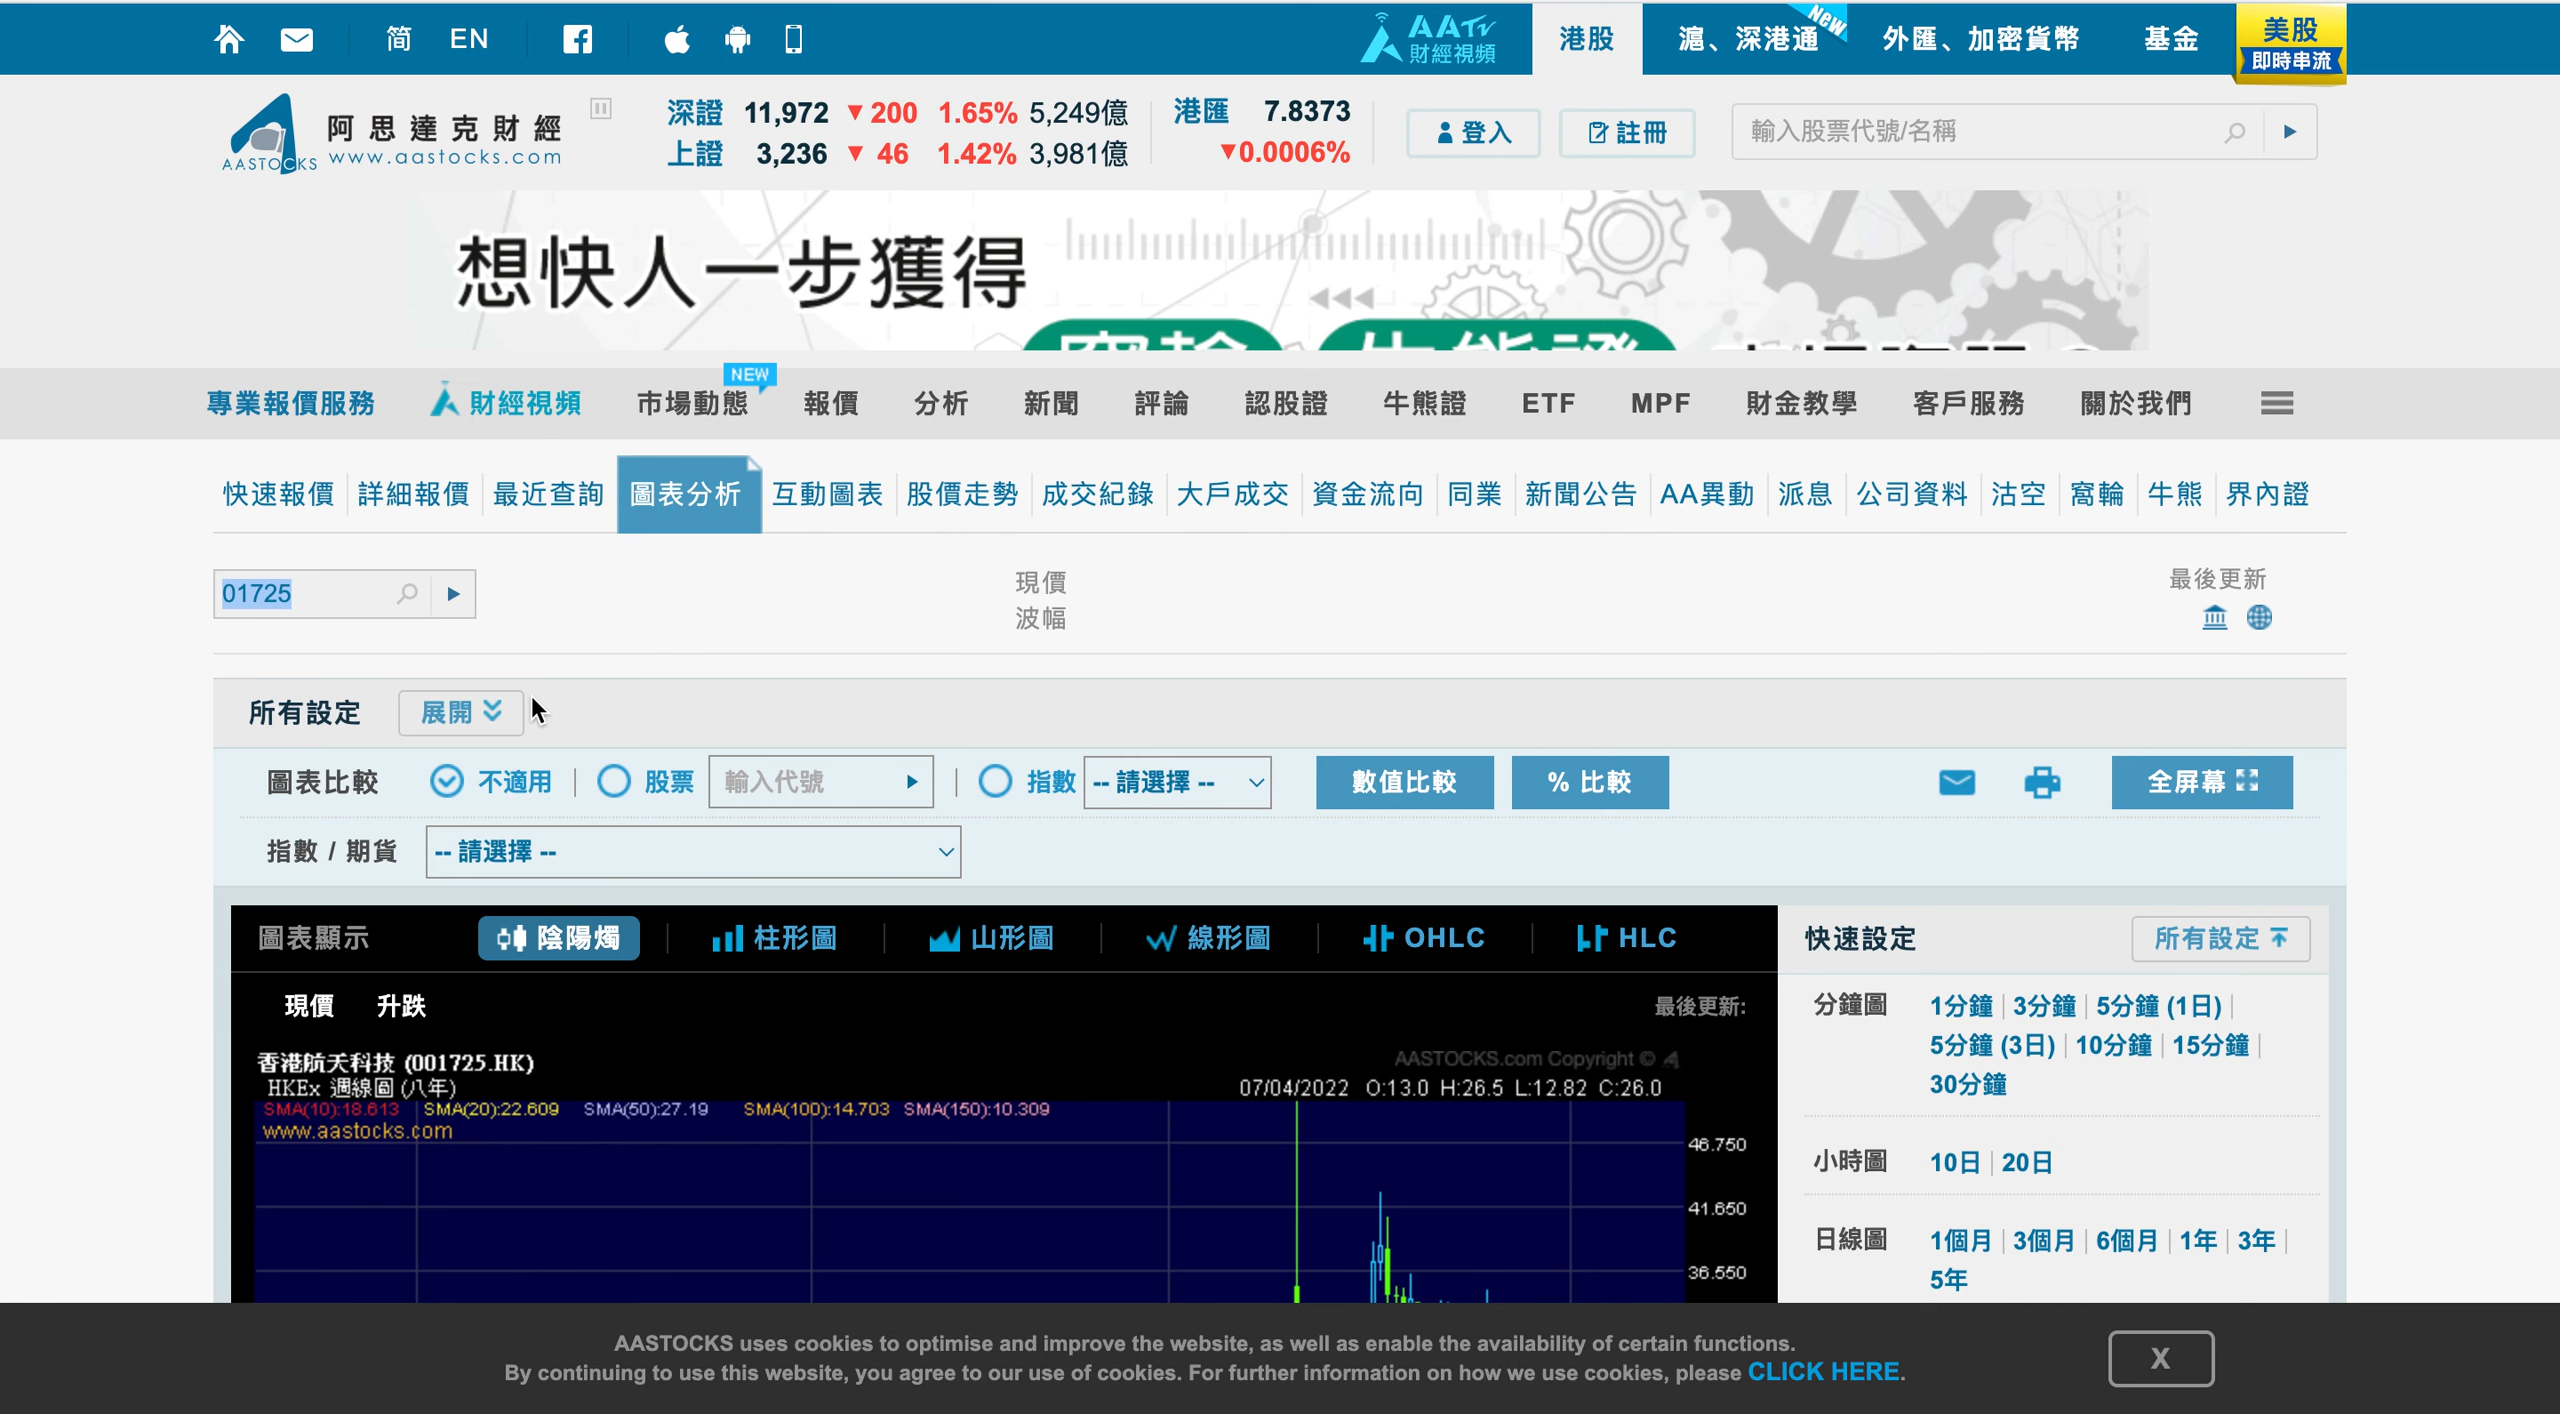 简 EN
AATV 財經視頻
港股 滬、深港通 New 外匯、加密貨幣 基金 美股 即時串流
AASTOCKS 阿思達克財經
www.aastocks.com
深證 11,972 ▼200 1.65% 5,249億
上證 3,236 ▼ 46 1.42% 3,981億
港匯 7.8373
▼0.0006%
登入 註冊
輸入股票代號/名稱
想快人一步獲得
專業報價服務 財經視頻 市場動態 NEW 報價 分析 新聞 評論 認股證 牛熊證 ETF MPF 財金教學 客戶服務 關於我們
快速報價 詳細報價 最近查詢 圖表分析 互動圖表 股價走勢 成交紀錄 大戶成交 資金流向 同業 新聞公告 AA異動 派息 公司資料 沽空 窩輪 牛熊 界內證
01725
現價
波幅
最後更新
所有設定 展開
圖表比較 不適用 股票 輸入代號 指數 -- 請選擇 -- 數值比較 % 比較 全屏幕
指數 / 期貨 -- 請選擇 --
圖表顯示 陰陽燭 柱形圖 山形圖 線形圖 OHLC HLC
現價 升跌 最後更新:
香港航天科技 (001725.HK) AASTOCKS.com Copyright ©
HKEx 週線圖 (八年) 07/04/2022 O:13.0 H:26.5 L:12.82 C:26.0
SMA(10):18.613 SMA(20):22.609 SMA(50):27.19 SMA(100):14.703 SMA(150):10.309
www.aastocks.com
46.750
41.650
36.550
快速設定 所有設定
分鐘圖 1分鐘 3分鐘 5分鐘 (1日)
5分鐘 (3日) 10分鐘 15分鐘
30分鐘
小時圖 10日 20日
日線圖 1個月 3個月 6個月 1年 3年
5年
AASTOCKS uses cookies to optimise and improve the website, as well as enable the availability of certain functions.
By continuing to use this website, you agree to our use of cookies. For further information on how we use cookies, please CLICK HERE.
X